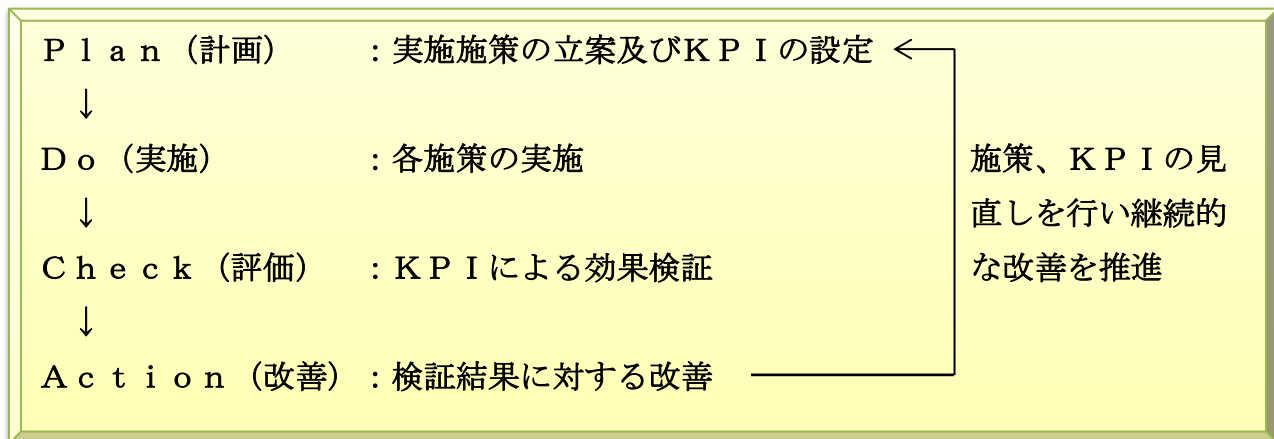 Ｐｌａｎ（計画）　　：実施施策の立案及びＫＰＩの設定
↓
Ｄｏ（実施）　　　　：各施策の実施
↓
Ｃｈｅｃｋ（評価）　：ＫＰＩによる効果検証
↓
Ａｃｔｉｏｎ（改善）：検証結果に対する改善
施策、ＫＰＩの見
直しを行い継続的
な改善を推進